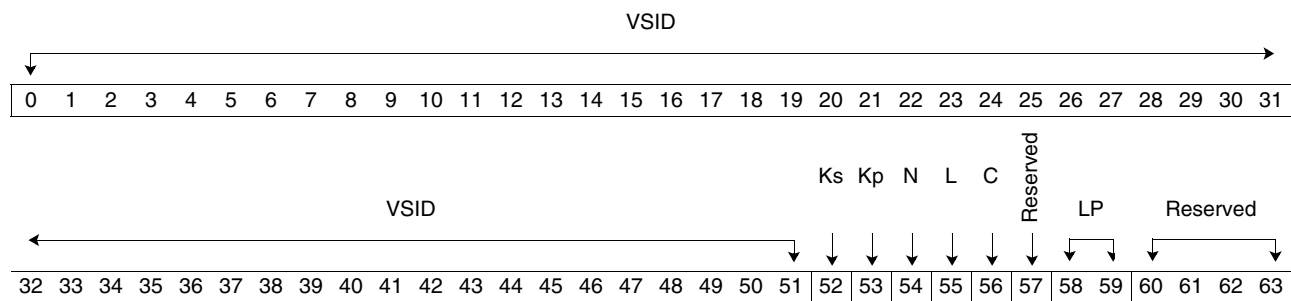 VSID
0 1 2 3 4 5 6 7 8 9 10 11 12 13 14 15 16 17 18 19 20 21 22 23 24 25 26 27 28 29 30 31
Ks Kp N L C Reserved
VSID LP Reserved
32 33 34 35 36 37 38 39 40 41 42 43 44 45 46 47 48 49 50 51 52 53 54 55 56 57 58 59 60 61 62 63